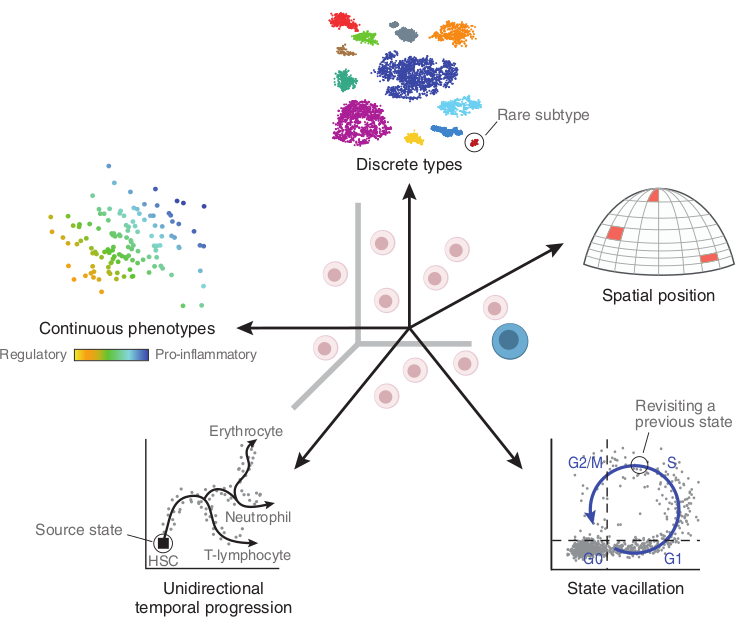 Rare subtype
Discrete types
Spatial position
Continuous phenotypes
Regulatory
Pro-inflammatory
Erythrocyte
Neutrophil
T-lymphocyte
Source state
HSC
Unidirectional
temporal progression
Revisiting a
previous state
G2/M
S
G0
G1
State vacillation